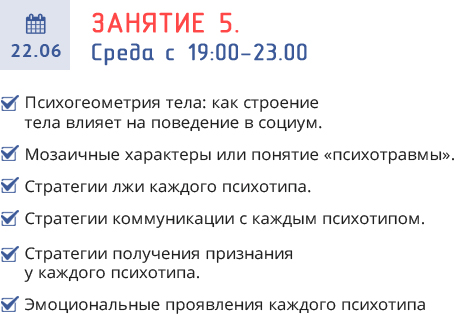 ЗАНЯТИЕ 5.
22.06
Среда с 19:00–23.00
Психогеометрия тела: как строение
тела влияет на поведение в социум.
Мозаичные характеры или понятие «психотравмы».
Стратегии лжи каждого психотипа.
Стратегии коммуникации с каждым психотипом.
Стратегии получения признания
у каждого психотипа.
Эмоциональные проявления каждого психотипа